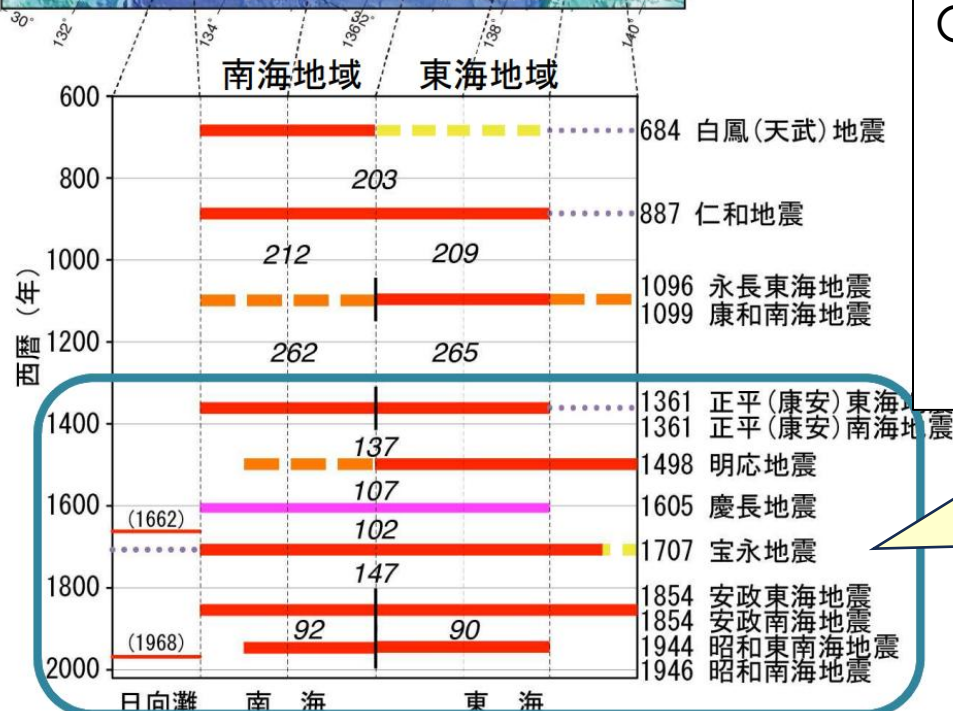 30°
132°
134°
136°
138°
140°
南海地域
東海地域
600
684 白鳳(天武)地震
800
203
887 仁和地震
1000
212
209
1096 永長東海地震
1099 康和南海地震
西暦(年)
1200
262
265
1361 正平(康安)東海地震
1400
1361 正平(康安)南海地震
137
1498 明応地震
107
1600
1605 慶長地震
(1662)
102
1707 宝永地震
147
1800
1854 安政東海地震
1854 安政南海地震
92
90
(1968)
1944 昭和東南海地震
2000
1946 昭和南海地震
日向灘
南 海
東 海